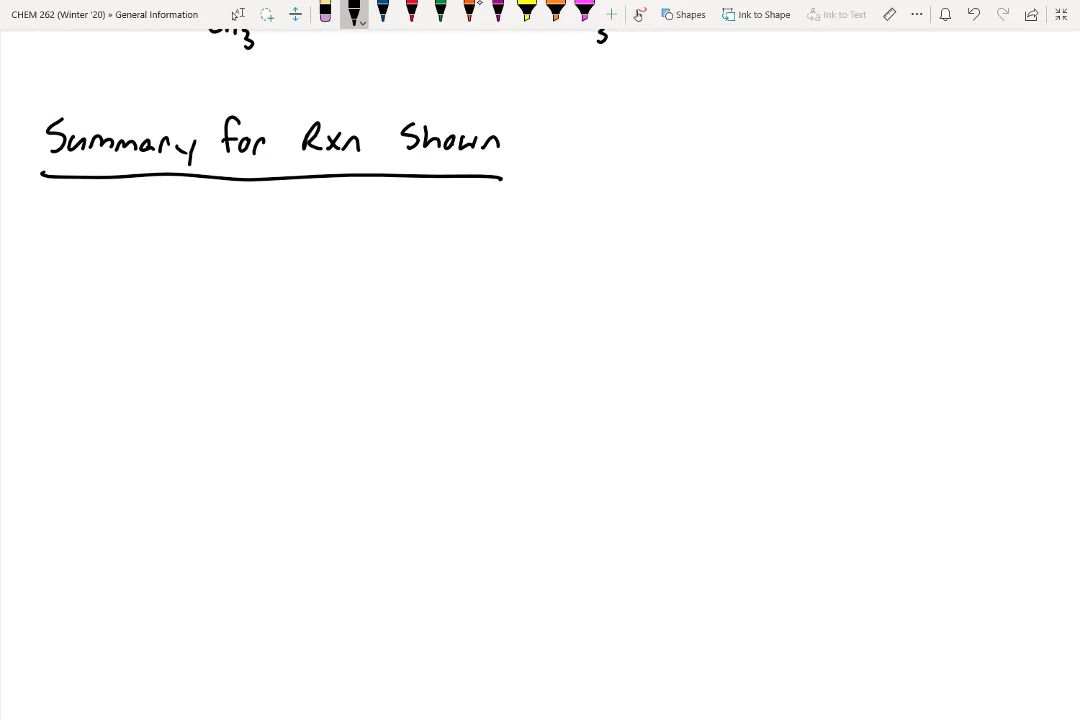 CHEM 262 (Winter '20) » General Information
Shapes
Ink to Shape
Ink to Text
Summary for Rxn Shown